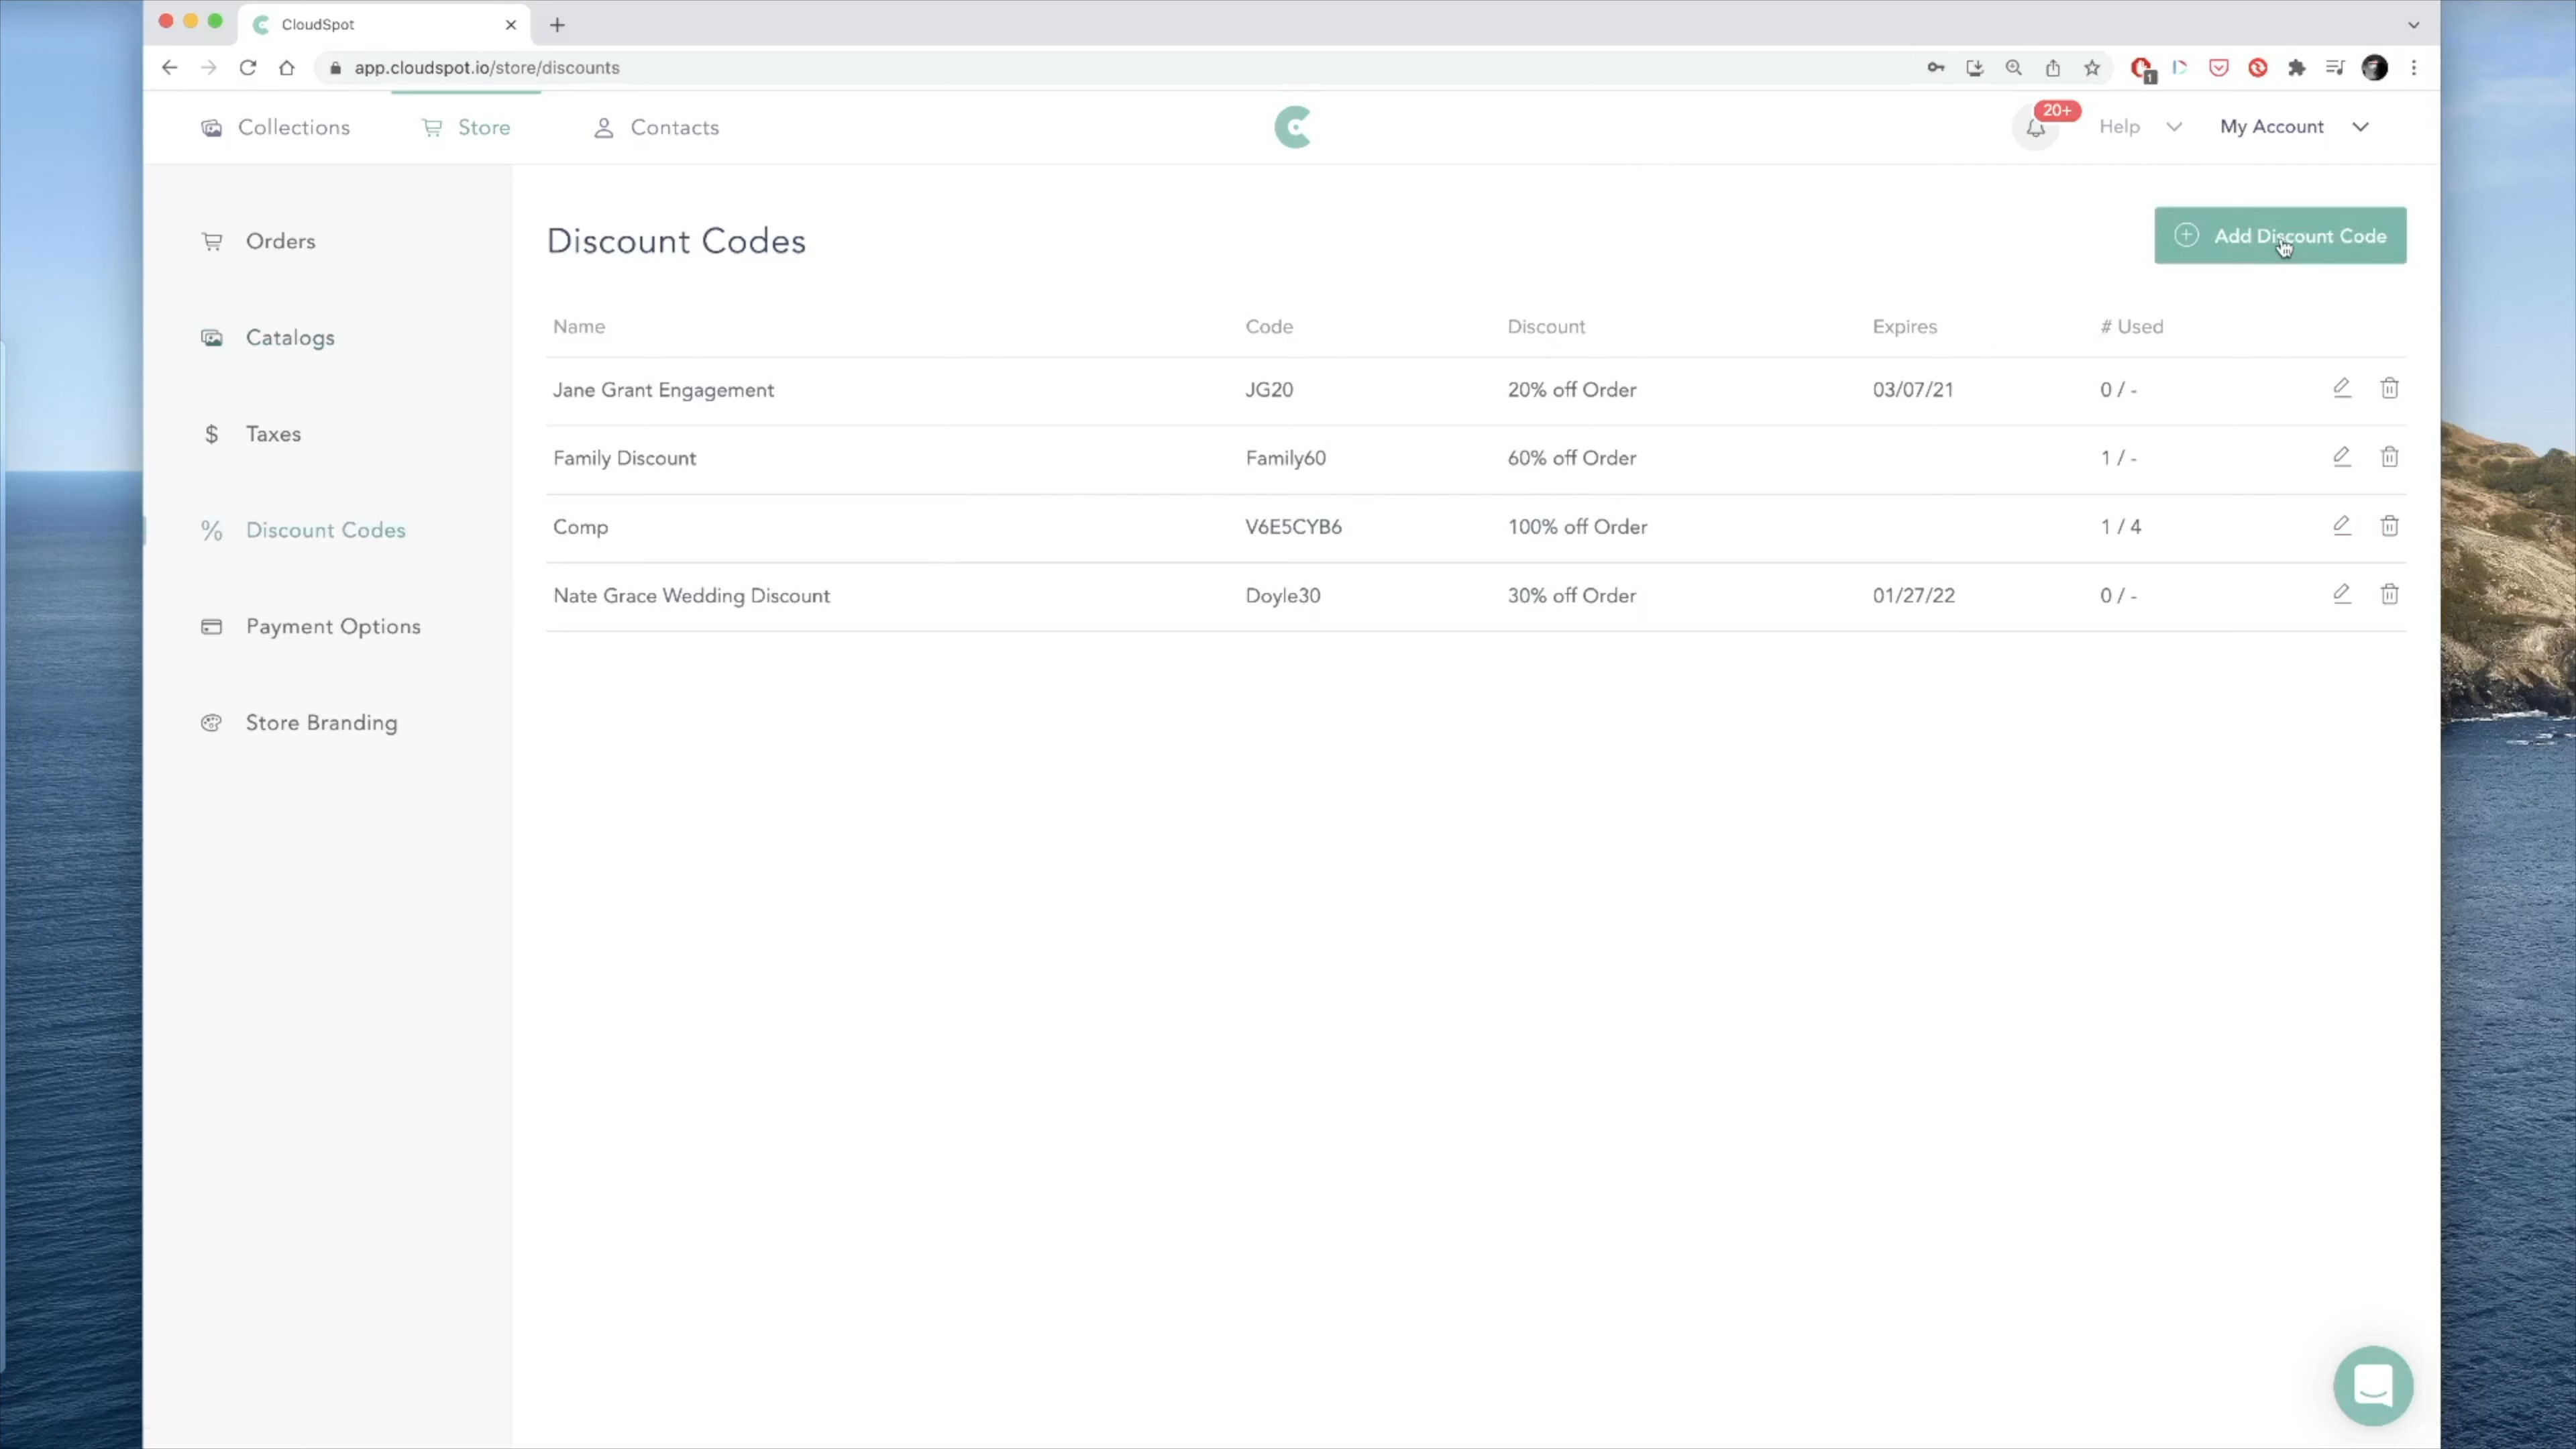 CloudSpot
app.cloudspot.io/store/discounts
1
Collections Store Contacts 20+ Help My Account
Orders
Catalogs
Taxes
Discount Codes
Payment Options
Store Branding
Discount Codes
Add Discount Code
Name Code Discount Expires # Used
Jane Grant Engagement JG20 20% off Order 03/07/21 0 / -
Family Discount Family60 60% off Order 1 / -
Comp V6E5CYB6 100% off Order 1 / 4
Nate Grace Wedding Discount Doyle30 30% off Order 01/27/22 0 / -